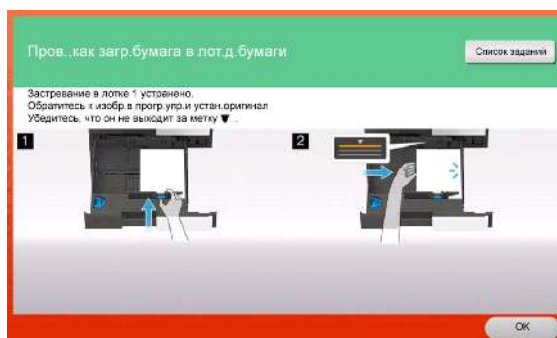 Пров.,как загр.бумага в лот.д.бумаги
Список заданий
Застревание в лотке 1 устранено.
Обратитесь к изобр в прогр.упр.и устан.оригинал
Убедитесь, что он не выходит за метку ▼ .
1
2
OK